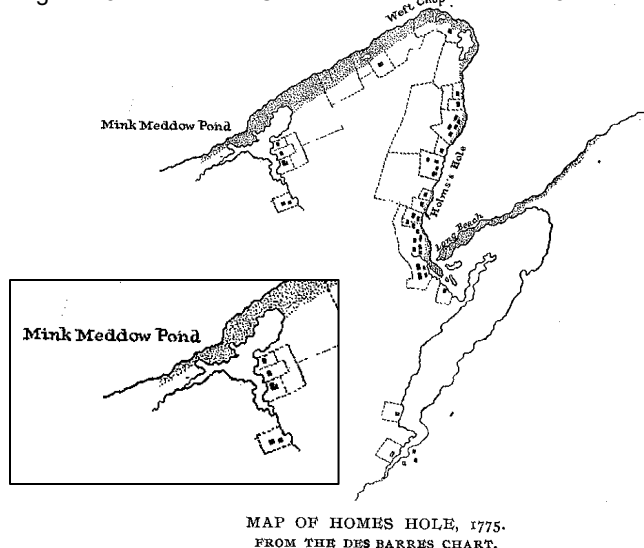 Weſt Chop.
Mink Meddow Pond
Holms's Hole
Long Beach
Mink Meddow Pond
MAP OF HOMES HOLE, 1775.
FROM THE DES BARRES CHART.